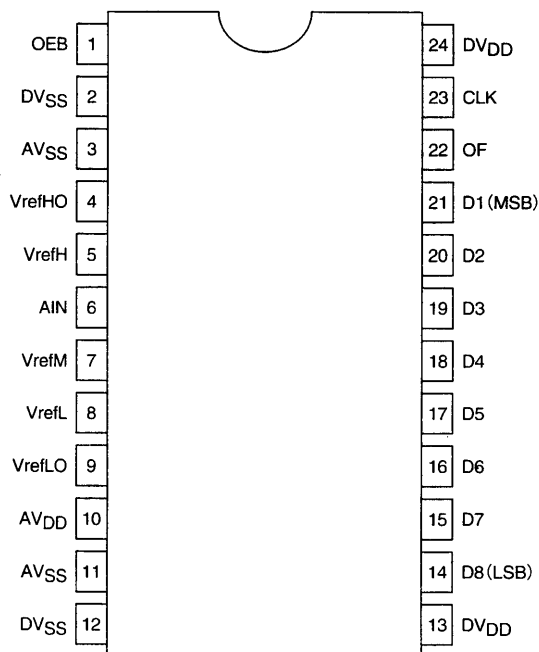 OEB 1 24 DVDD
DVSS 2 23 CLK
AVSS 3 22 OF
VrefHO 4 21 D1(MSB)
VrefH 5 20 D2
AIN 6 19 D3
VrefM 7 18 D4
VrefL 8 17 D5
VrefLO 9 16 D6
AVDD 10 15 D7
AVSS 11 14 D8(LSB)
DVSS 12 13 DVDD